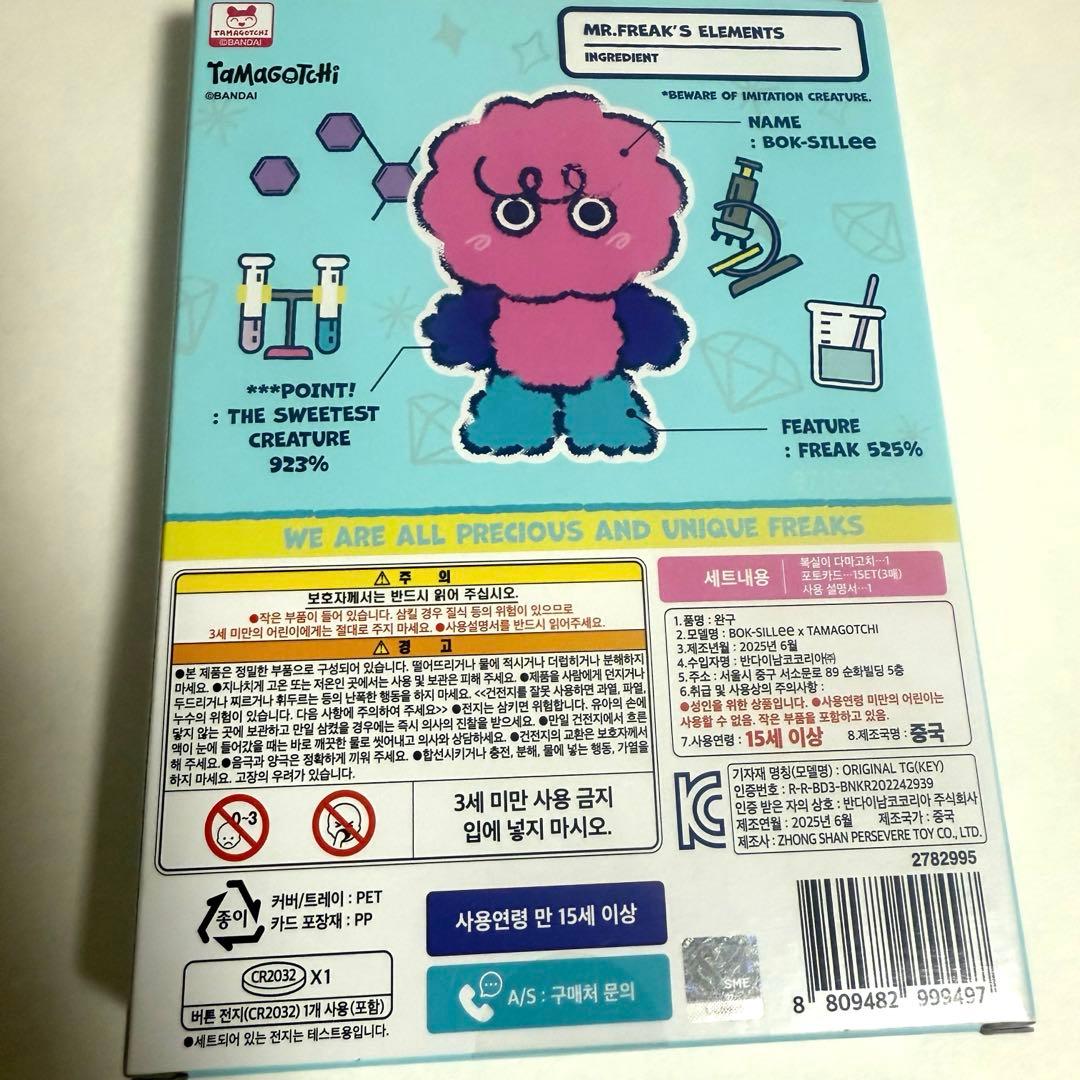 TAMAGOTCHI
©BANDAI
TAMAGOTCHI
©BANDAI
MR.FREAK'S ELEMENTS
INGREDIENT
*BEWARE OF IMITATION CREATURE.
NAME
: BOK-SILLee
***POINT!
: THE SWEETEST
CREATURE
923%
FEATURE
: FREAK 525%
WE ARE ALL PRECIOUS AND UNIQUE FREAKS
⚠ 주 의
보호자께서는 반드시 읽어 주십시오.
●작은 부품이 들어 있습니다. 삼킬 경우 질식 등의 위험이 있으므로
3세 미만의 어린이에게는 절대로 주지 마세요. ●사용설명서를 반드시 읽어주세요.
⚠ 경 고
●본 제품은 정밀한 부품으로 구성되어 있습니다. 떨어뜨리거나 물에 적시거나 더럽히거나 분해하지
마세요. ●지나치게 고온 또는 저온인 곳에서는 사용 및 보관은 피해 주세요. ●제품을 사람에게 던지거나
두드리거나 찌르거나 휘두르는 등의 난폭한 행동을 하지 마세요. <<건전지를 잘못 사용하면 과열, 파열,
누수의 위험이 있습니다. 다음 사항에 주의하여 주세요>> ●전지는 삼키면 위험합니다. 유아의 손에
닿지 않는 곳에 보관하고 만일 삼켰을 경우에는 즉시 의사의 진찰을 받으세요. ●만일 건전지에서 흐른
액이 눈에 들어갔을 때는 바로 깨끗한 물로 씻어내고 의사와 상담하세요. ●건전지의 교환은 보호자께서
해 주세요. ●음극과 양극은 정확하게 끼워 주세요. ●합선시키거나 충전, 분해, 물에 넣는 행동, 가열을
하지 마세요. 고장의 우려가 있습니다.
0-3
3세 미만 사용 금지
입에 넣지 마시오.
세트내용
복실이 다마고치…1
포토카드…1SET(3매)
사용 설명서…1
1.품명 : 완구
2.모델명 : BOK-SILLee x TAMAGOTCHI
3.제조년월 : 2025년 6월
4.수입자명 : 반다이남코코리아㈜
5.주소 : 서울시 중구 서소문로 89 순화빌딩 5층
6.취급 및 사용상의 주의사항 :
●성인을 위한 상품입니다. ●사용연령 미만의 어린이는
사용할 수 없음. 작은 부품을 포함하고 있음.
7.사용연령 : 15세 이상 8.제조국명 : 중국
기자재 명칭(모델명) : ORIGINAL TG(KEY)
인증번호 : R-R-BD3-BNKR202242939
인증 받은 자의 상호 : 반다이남코코리아 주식회사
제조연월 : 2025년 6월 제조국가 : 중국
제조사 : ZHONG SHAN PERSEVERE TOY CO., LTD.
2782995
종이
커버/트레이 : PET
카드 포장재 : PP
사용연령 만 15세 이상
CR2032 X1
버튼 전지(CR2032) 1개 사용(포함)
●세트되어 있는 전지는 테스트용입니다.
A/S : 구매처 문의
SME
8 809482 999497